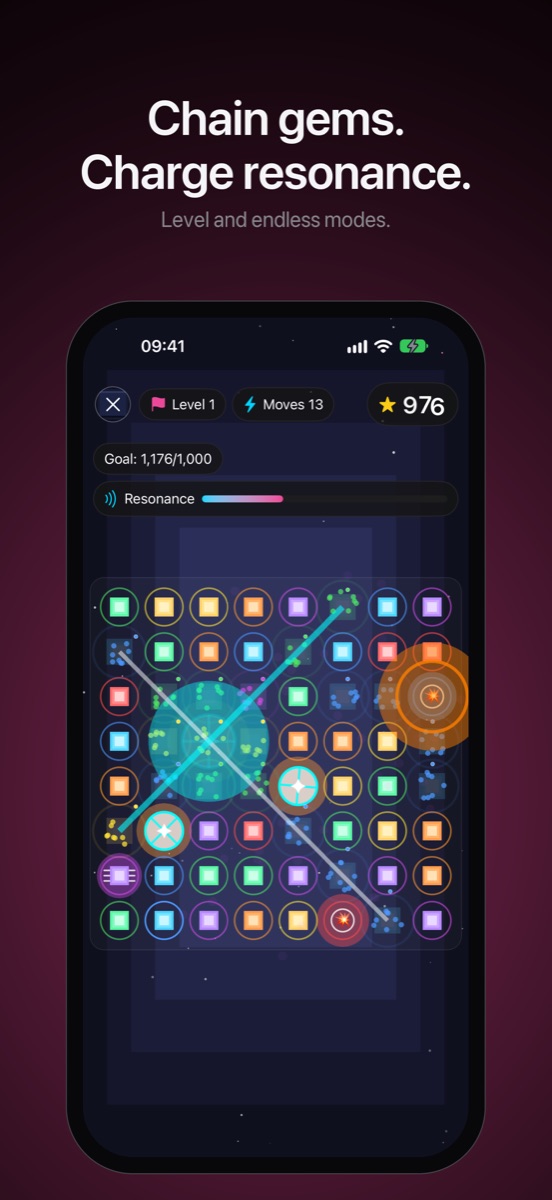 Chain gems.
Charge resonance.
Level and endless modes.
09:41
Level 1
Moves 13
976
Goal: 1,176/1,000
Resonance